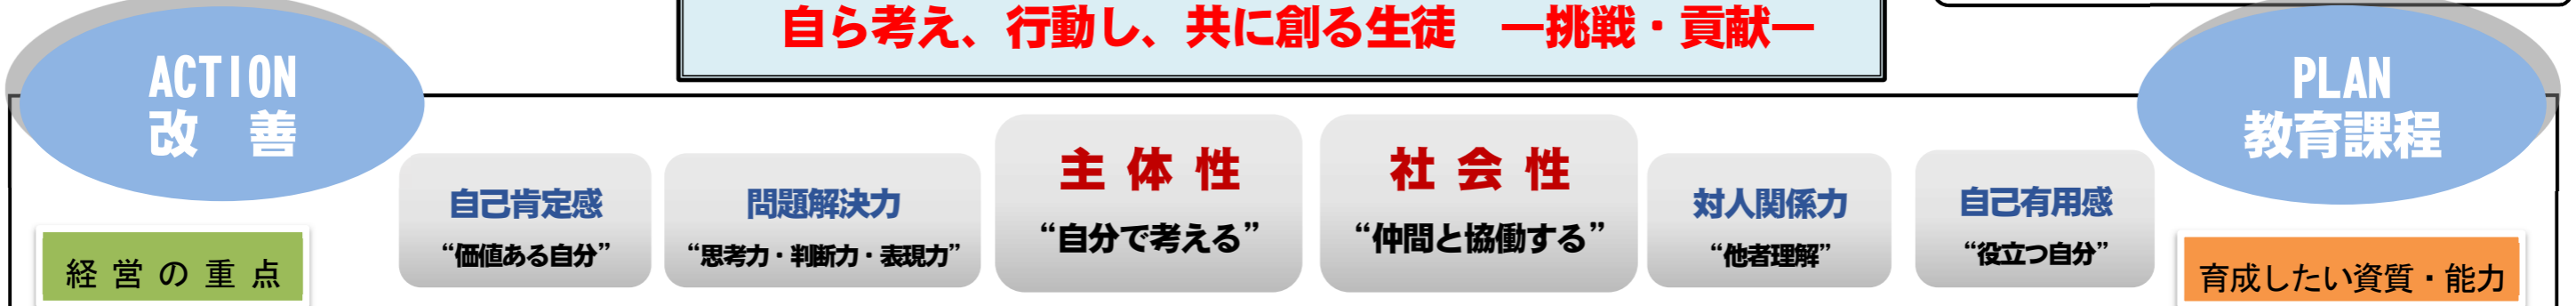 自ら考え、行動し、共に創る生徒　―挑戦・貢献―
ACTION
改　善
PLAN
教育課程
自己肯定感
“価値ある自分”
問題解決力
“思考力・判断力・表現力”
主 体 性
“自分で考える”
社 会 性
“仲間と協働する”
対人関係力
“他者理解”
自己有用感
“役立つ自分”
経 営 の 重 点
育成したい資質・能力